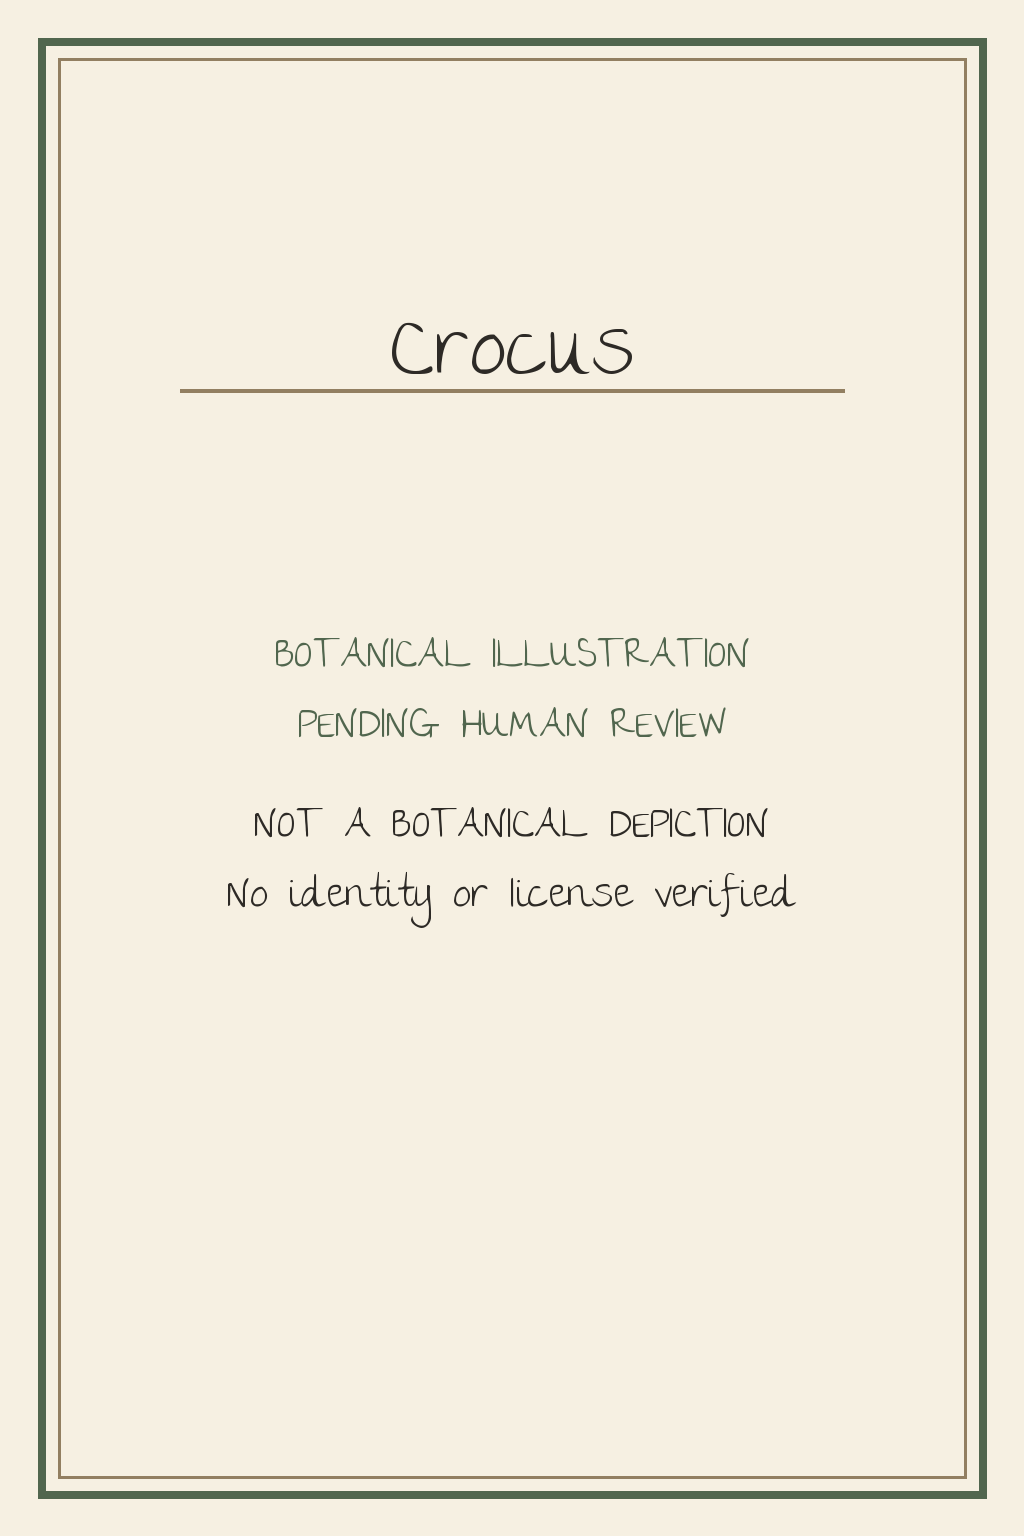 Crocus
BOTANICAL ILLUSTRATION
PENDING HUMAN REVIEW
NOT A BOTANICAL DEPICTION
No identity or license verified